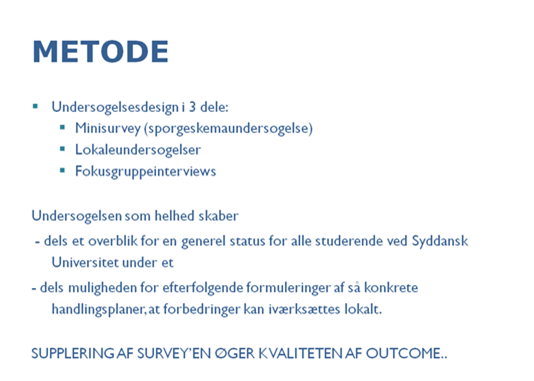 METODE
Undersogelsesdesign i 3 dele:
Minisurvey (sporgeskemaundersogelse)
Lokaleundersogelser
Fokusgruppeinterviews
Undersogelsen som helhed skaber
- dels et overblik for en generel status for alle studerende ved Syddansk
Universitet under et
- dels muligheden for efterfolgende formuleringer af så konkrete
handlingsplaner, at forbedringer kan iværksættes lokalt.
SUPPLERING AF SURVEY'EN ØGER KVALITETEN AF OUTCOME..